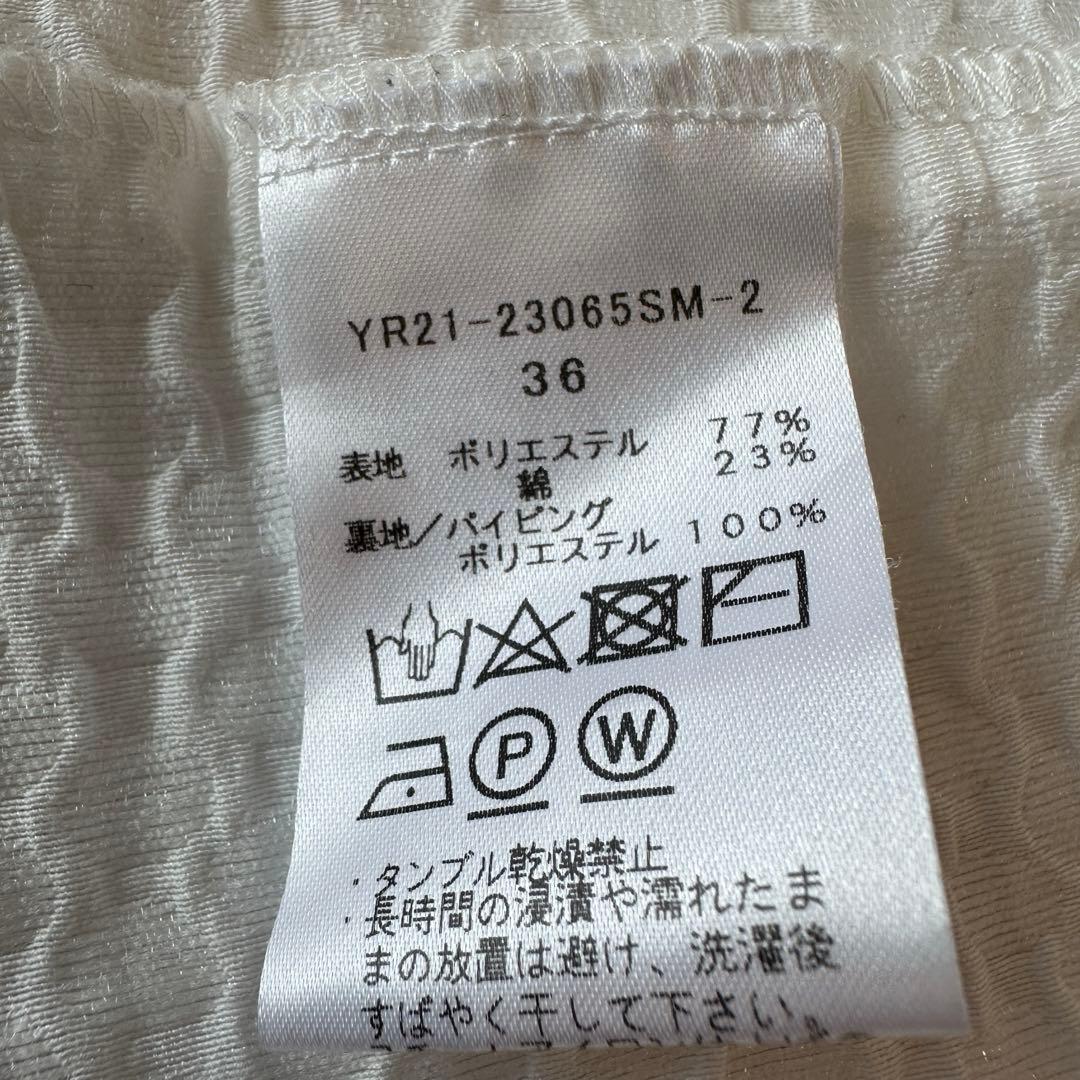 YR21-23065SM-2
36
表地 ポリエステル 77%
綿 23%
裏地/パイピング
ポリエステル 100%
P W
・タンブル乾燥禁止
・長時間の浸漬や濡れたま
まの放置は避け、洗濯後
すばやく干して下さい。